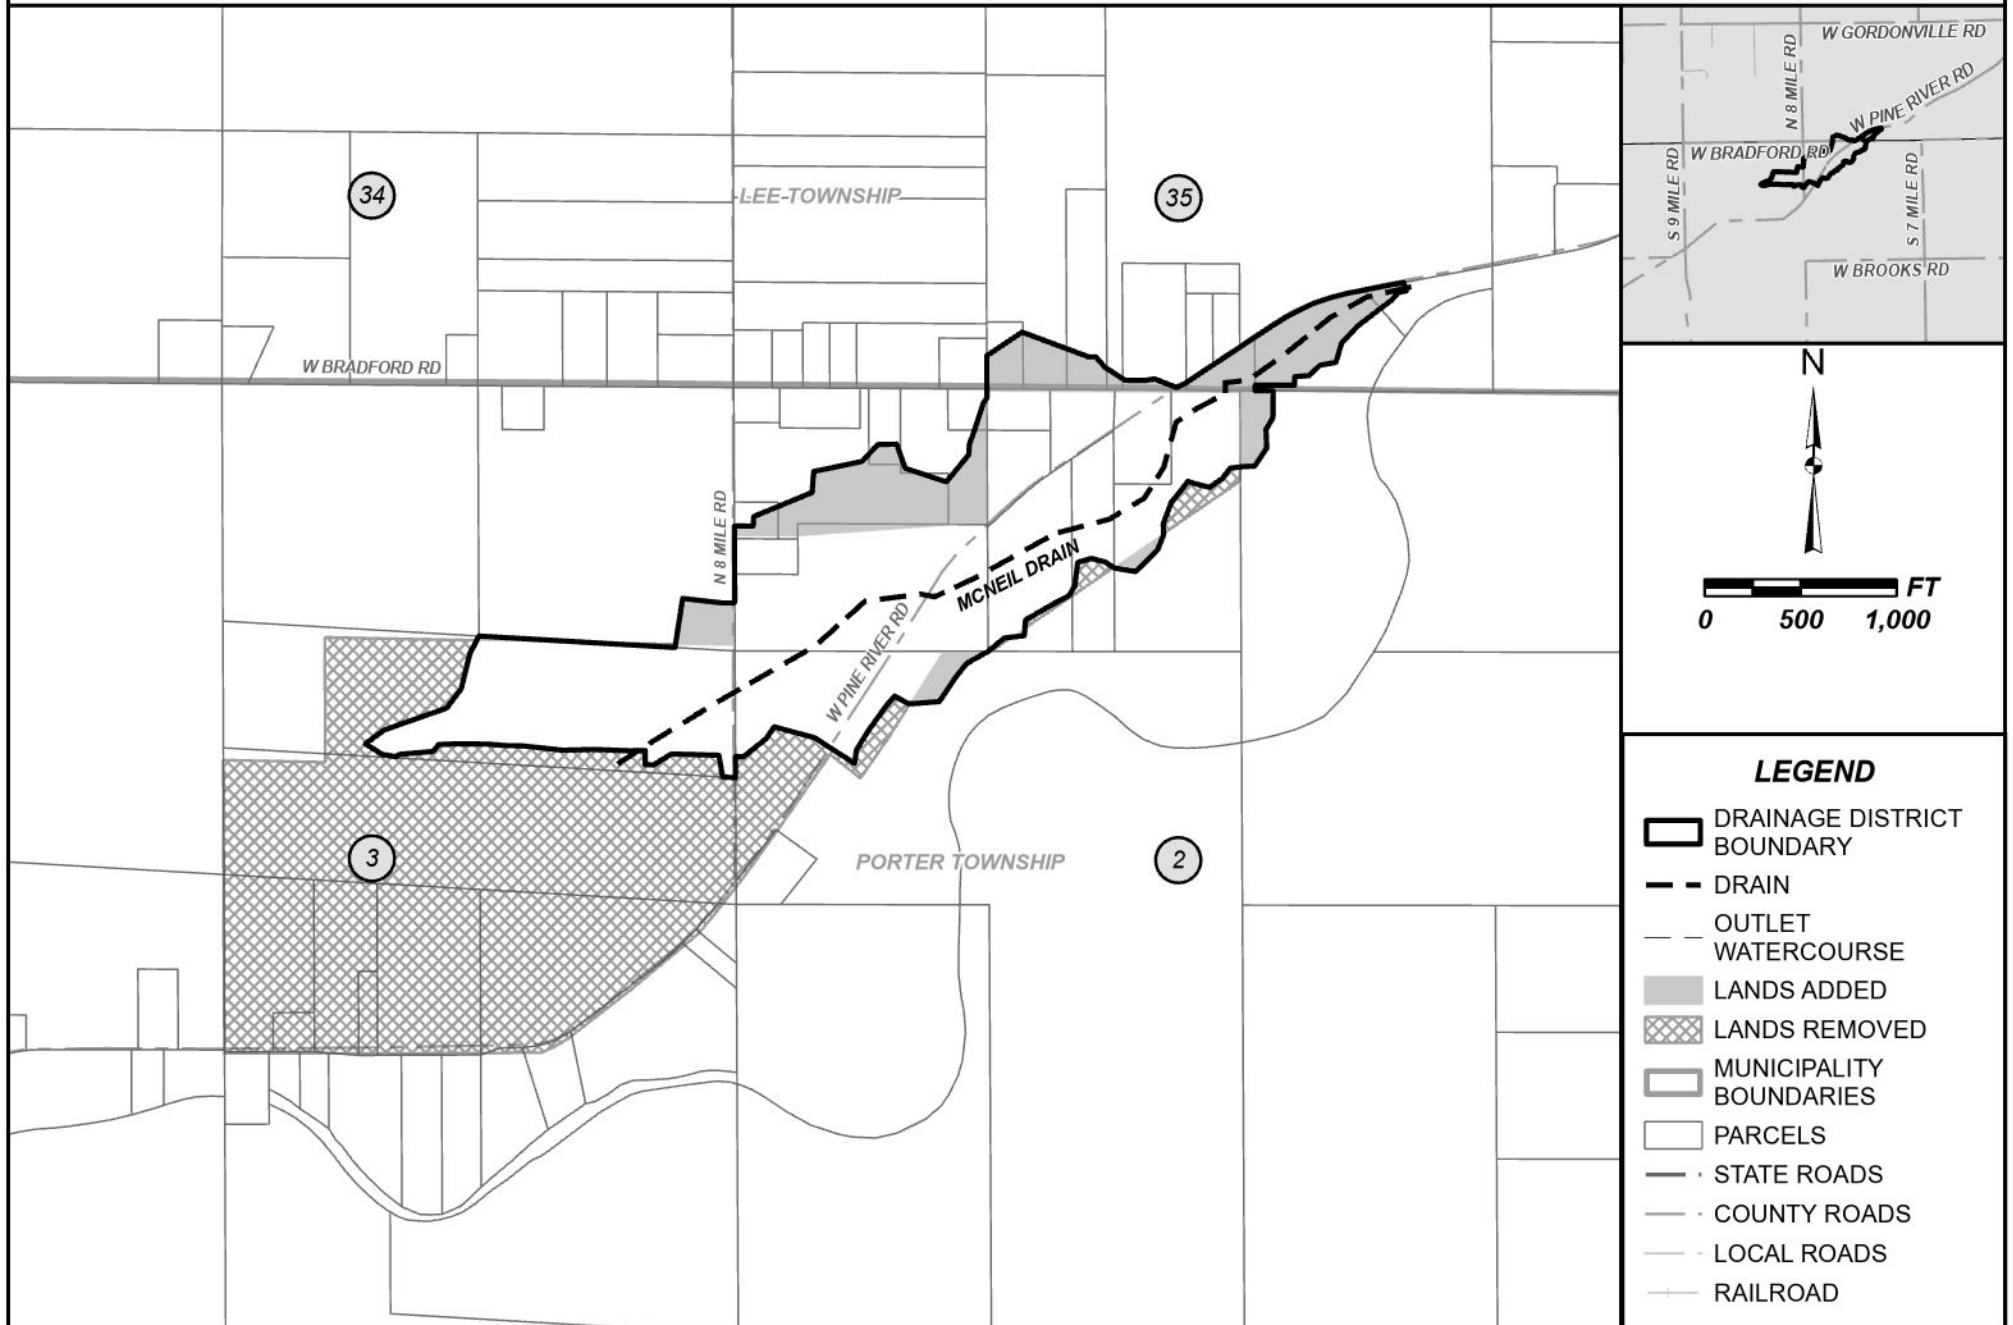 34
LEE TOWNSHIP
35
W BRADFORD RD
N 8 MILE RD
MCNEIL DRAIN
W PINE RIVER RD
3
PORTER TOWNSHIP
2
W GORDONVILLE RD
N 8 MILE RD
W PINE RIVER RD
W BRADFORD RD
S 9 MILE RD
S 7 MILE RD
W BROOKS RD
N
FT
0 500 1,000
LEGEND
DRAINAGE DISTRICT
BOUNDARY
DRAIN
OUTLET
WATERCOURSE
LANDS ADDED
LANDS REMOVED
MUNICIPALITY
BOUNDARIES
PARCELS
STATE ROADS
COUNTY ROADS
LOCAL ROADS
RAILROAD